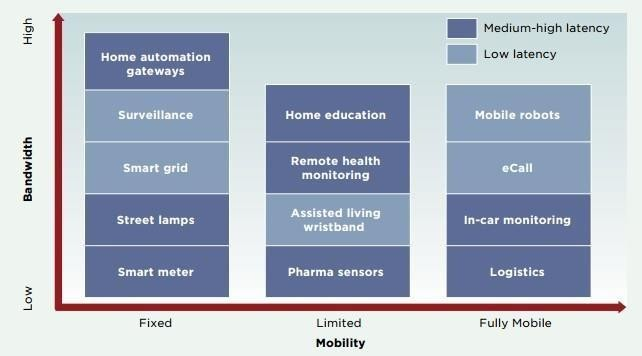 High
Medium-high latency
Low latency
Home automation
gateways
Surveillance
Smart grid
Street lamps
Smart meter
Home education
Remote health
monitoring
Assisted living
wristband
Pharma sensors
Mobile robots
eCall
In-car monitoring
Logistics
Bandwidth
Low
Fixed
Limited
Fully Mobile
Mobility